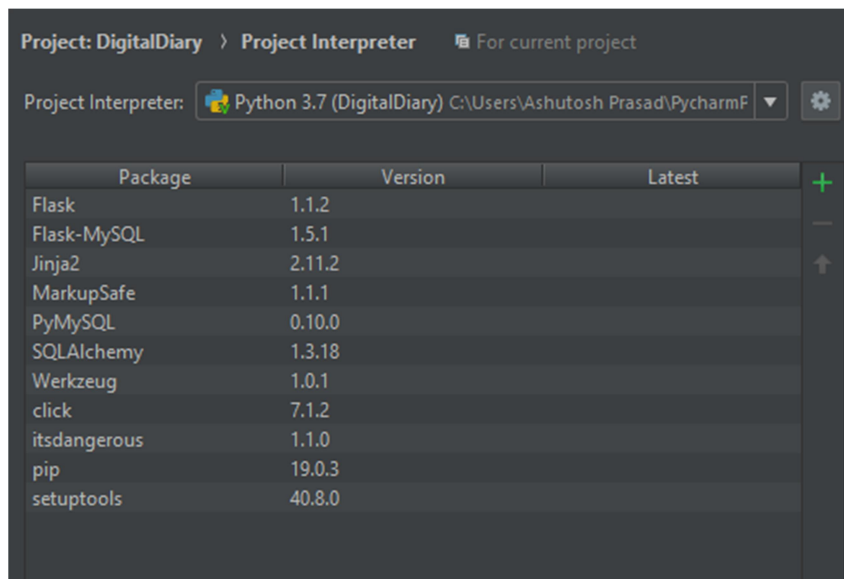 Project: DigitalDiary › Project Interpreter For current project
Project Interpreter: Python 3.7 (DigitalDiary) C:\Users\Ashutosh Prasad\PycharmP
Package Version Latest
Flask 1.1.2
Flask-MySQL 1.5.1
Jinja2 2.11.2
MarkupSafe 1.1.1
PyMySQL 0.10.0
SQLAlchemy 1.3.18
Werkzeug 1.0.1
click 7.1.2
itsdangerous 1.1.0
pip 19.0.3
setuptools 40.8.0